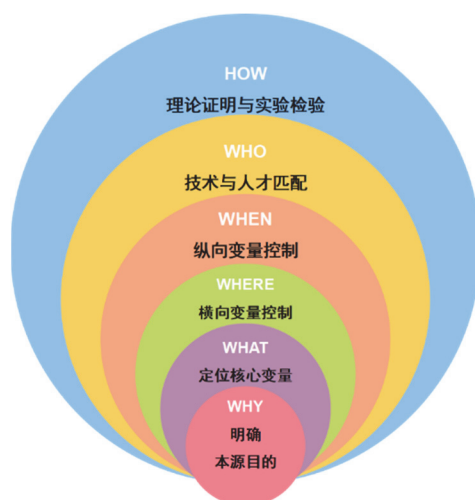 HOW
理论证明与实验检验
WHO
技术与人才匹配
WHEN
纵向变量控制
WHERE
横向变量控制
WHAT
定位核心变量
WHY
明确
本源目的